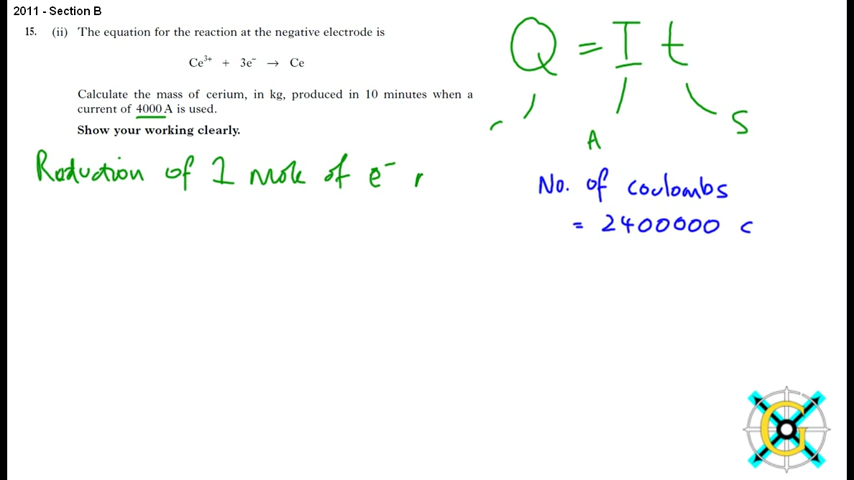 2011 - Section B
15. (ii) The equation for the reaction at the negative electrode is
Ce³⁺ + 3e⁻ → Ce
Calculate the mass of cerium, in kg, produced in 10 minutes when a
current of 4000 A is used.
Show your working clearly.
Q = I t
A
S
Reduction of 1 mole of e⁻
No. of coulombs
= 2400000 C
G